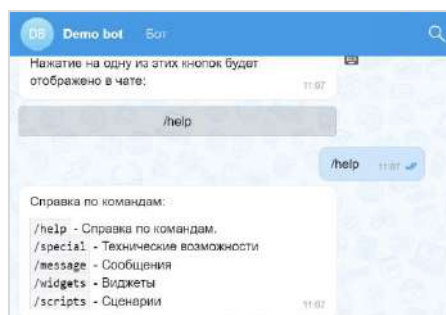 DB Demo bot Бот
Нажатие на одну из этих кнопок будет
отображено в чате:
11:07
/help
/help 11:07
Справка по командам:
/help - Справка по командам.
/special - Технические возможности
/message - Сообщения
/widgets - Виджеты
/scripts - Сценарии
11:07